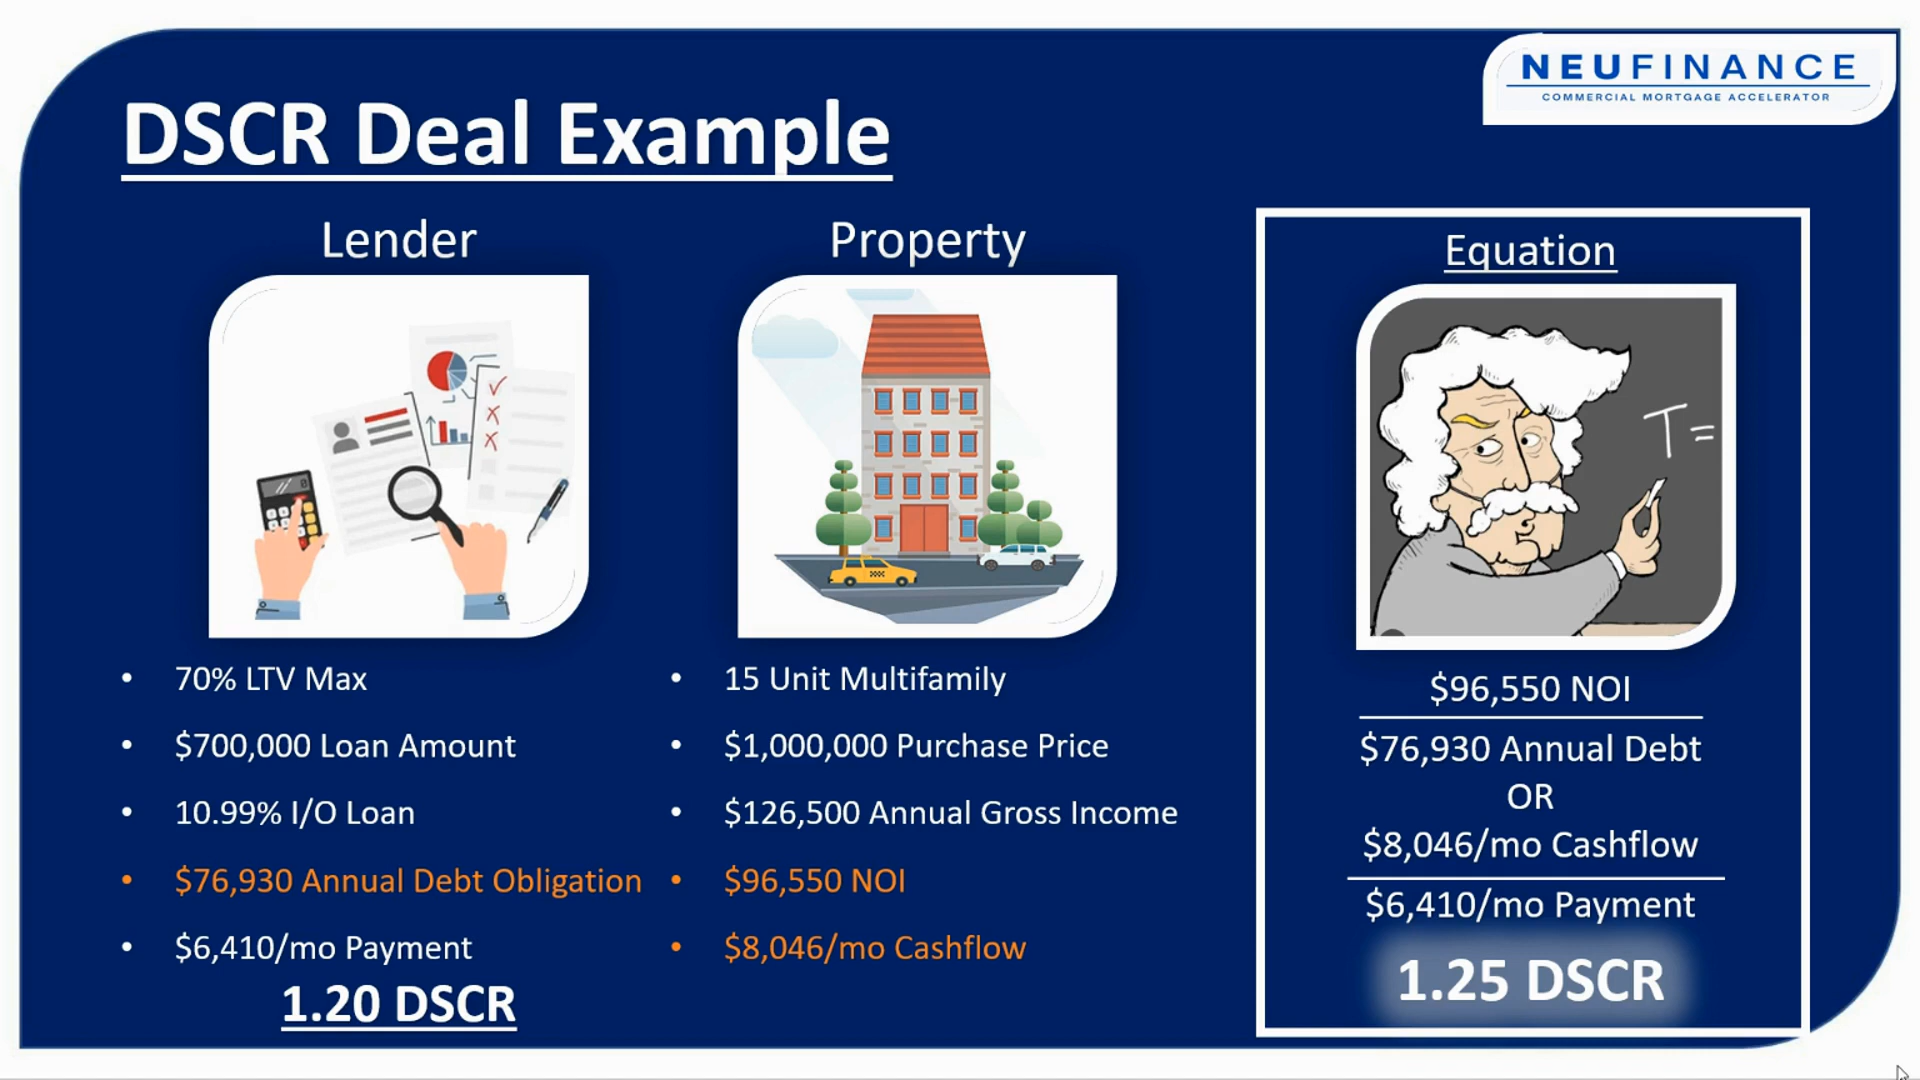 NEUFINANCE
COMMERCIAL MORTGAGE ACCELERATOR
DSCR Deal Example
Lender
• 70% LTV Max
• $700,000 Loan Amount
• 10.99% I/O Loan
• $76,930 Annual Debt Obligation
• $6,410/mo Payment
1.20 DSCR
Property
• 15 Unit Multifamily
• $1,000,000 Purchase Price
• $126,500 Annual Gross Income
• $96,550 NOI
• $8,046/mo Cashflow
Equation
T=
$96,550 NOI
$76,930 Annual Debt
OR
$8,046/mo Cashflow
$6,410/mo Payment
1.25 DSCR